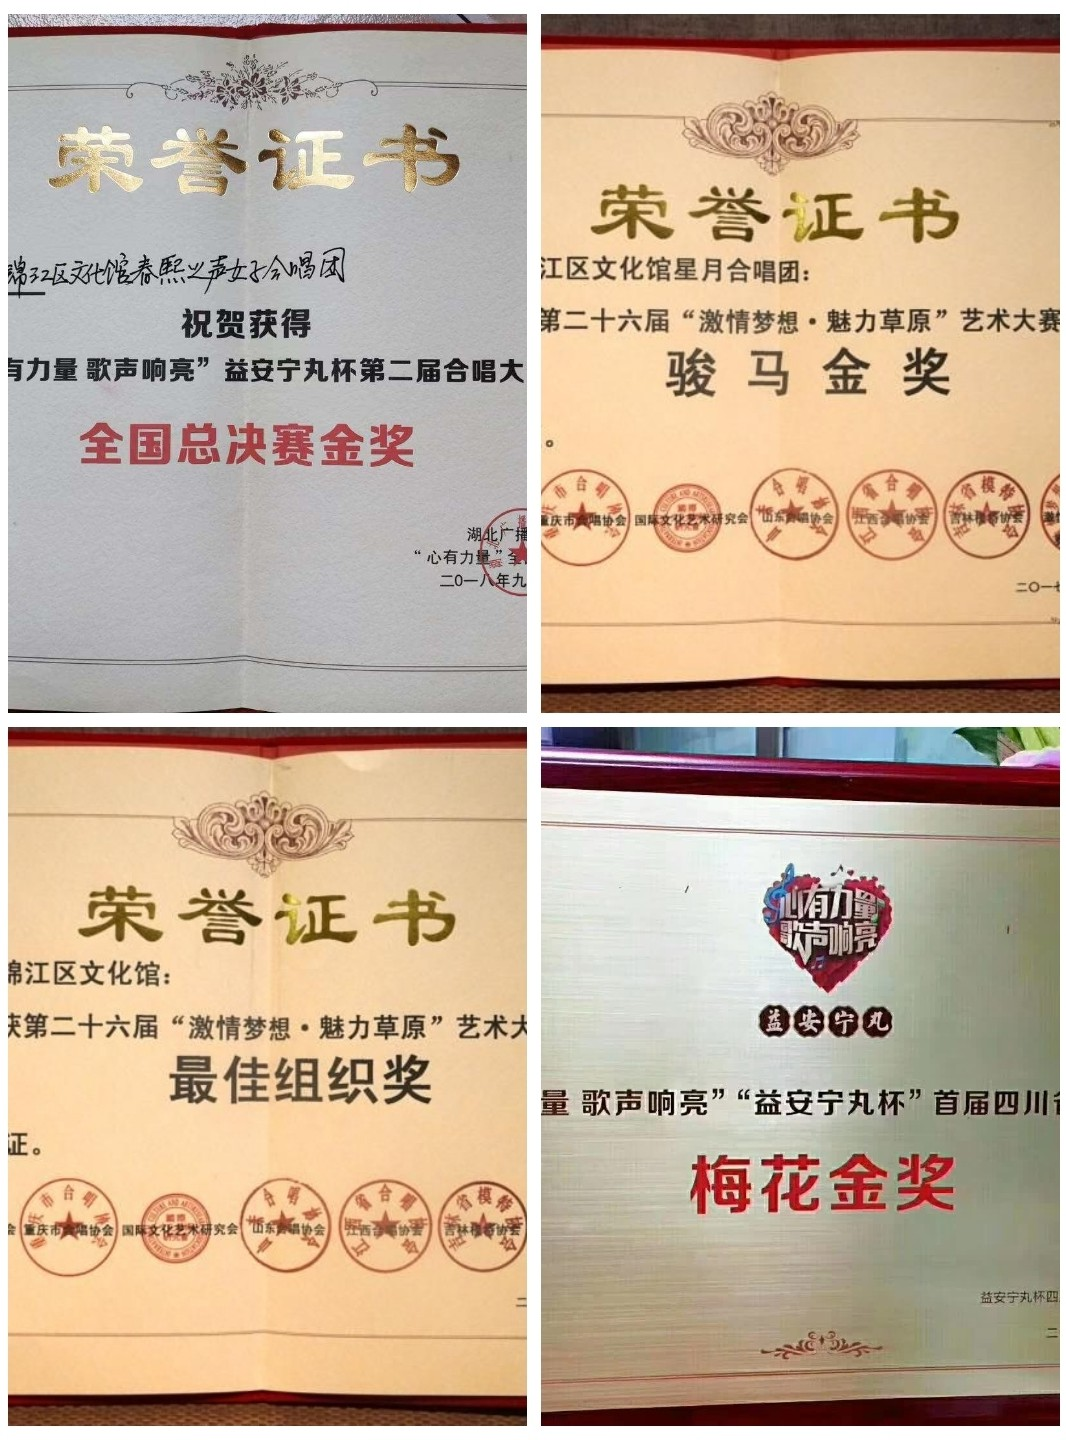 荣誉证书
锦江区文化馆春熙之声女子合唱团
祝贺获得
有力量 歌声响亮”益安宁丸杯第二届合唱大
全国总决赛金奖
湖北广播
“心有力量”全
二〇一八年九
荣誉证书
江区文化馆星月合唱团：
第二十六届“激情梦想·魅力草原”艺术大赛
骏马金奖
。
重庆市合唱协会 国际文化艺术研究会 山东合唱协会 江西合唱协会 吉林模特协会
二〇一七
荣誉证书
锦江区文化馆：
获第二十六届“激情梦想·魅力草原”艺术大
最佳组织奖
证。
会 重庆市合唱协会 国际文化艺术研究会 山东合唱协会 江西合唱协会 吉林模特协会
二
心有力量
歌声响亮
益安宁丸
量 歌声响亮”“益安宁丸杯”首届四川省
梅花金奖
益安宁丸杯四
二